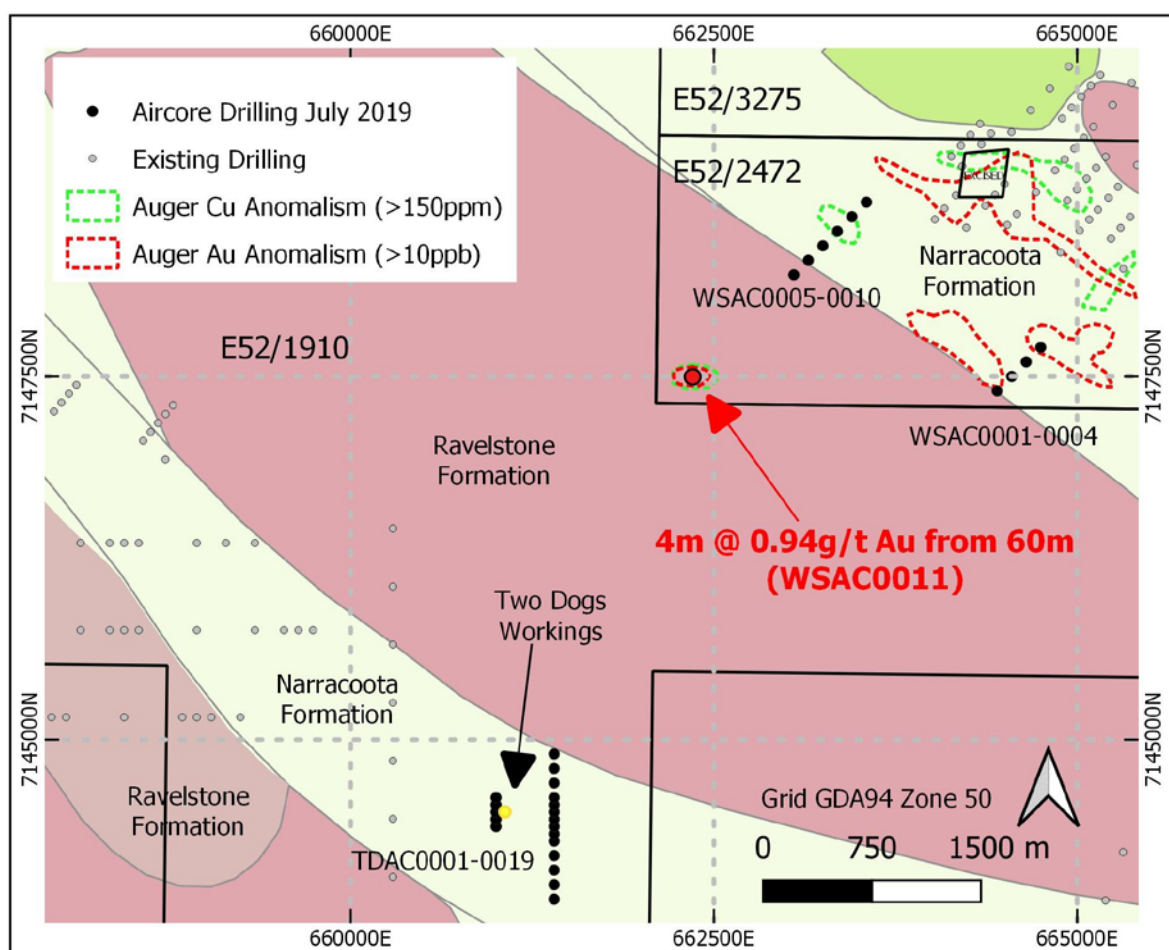 660000E
662500E
665000E
Aircore Drilling July 2019
Existing Drilling
Auger Cu Anomalism (>150ppm)
Auger Au Anomalism (>10ppb)
E52/3275
E52/2472
EXCISED
Narracoota
Formation
WSAC0005-0010
E52/1910
7147500N
7147500N
WSAC0001-0004
Ravelstone
Formation
4m @ 0.94g/t Au from 60m
(WSAC0011)
Two Dogs
Workings
Narracoota
Formation
7145000N
7145000N
Ravelstone
Formation
TDAC0001-0019
Grid GDA94 Zone 50
0 750 1500 m
660000E
662500E
665000E